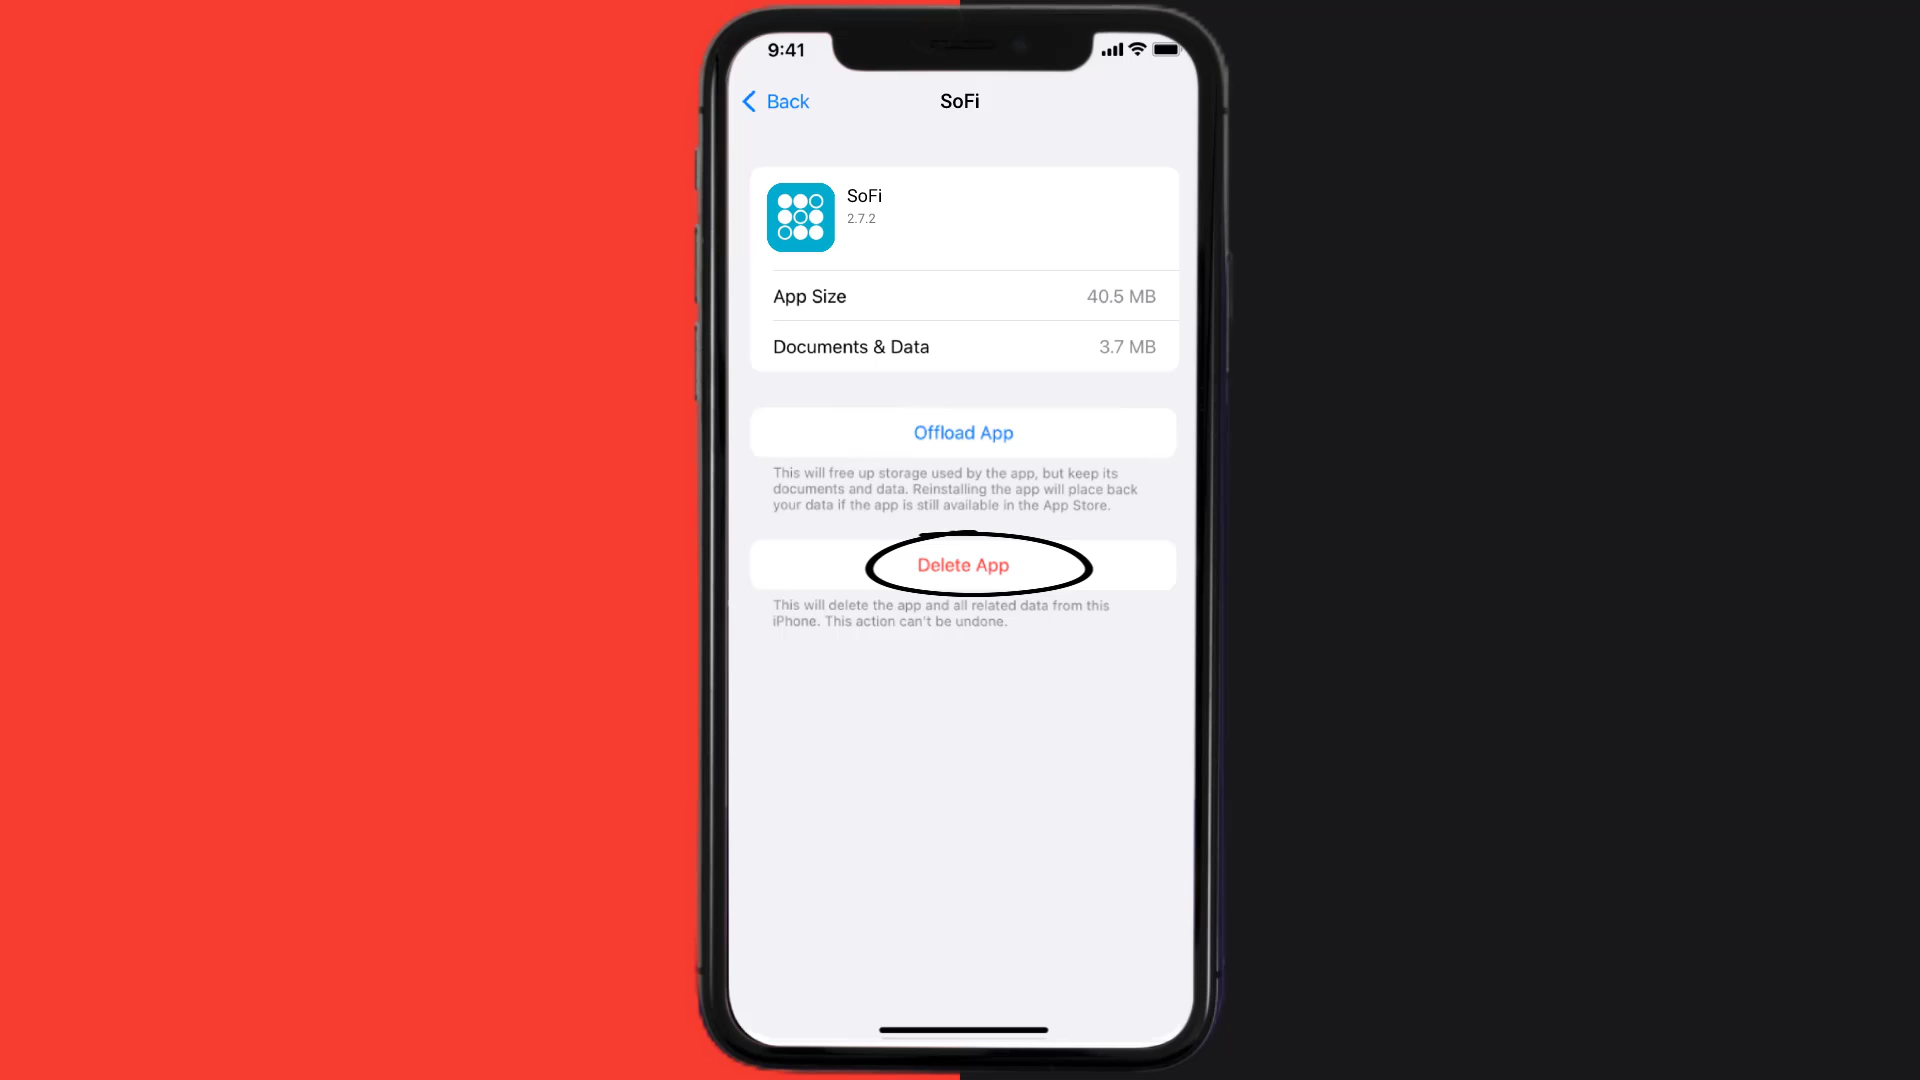 9:41
Back
SoFi
SoFi
2.7.2
App Size 40.5 MB
Documents & Data 3.7 MB
Offload App
This will free up storage used by the app, but keep its
documents and data. Reinstalling the app will place back
your data if the app is still available in the App Store.
Delete App
This will delete the app and all related data from this
iPhone. This action can't be undone.